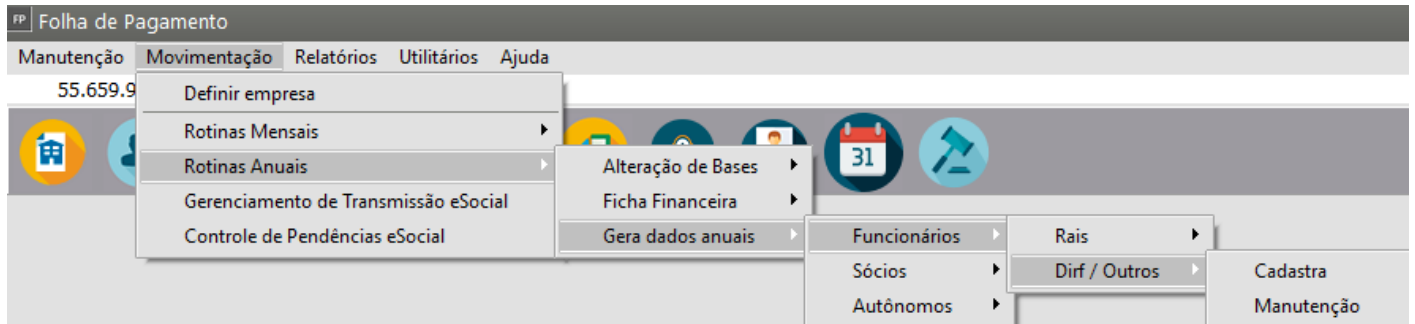 FP Folha de Pagamento
Manutenção Movimentação Relatórios Utilitários Ajuda
55.659.9
Definir empresa
Rotinas Mensais
31
Rotinas Anuais
Alteração de Bases
Gerenciamento de Transmissão eSocial
Ficha Financeira
Controle de Pendências eSocial
Gera dados anuais
Funcionários
Rais
Sócios
Dirf / Outros
Cadastra
Autônomos
Manutenção